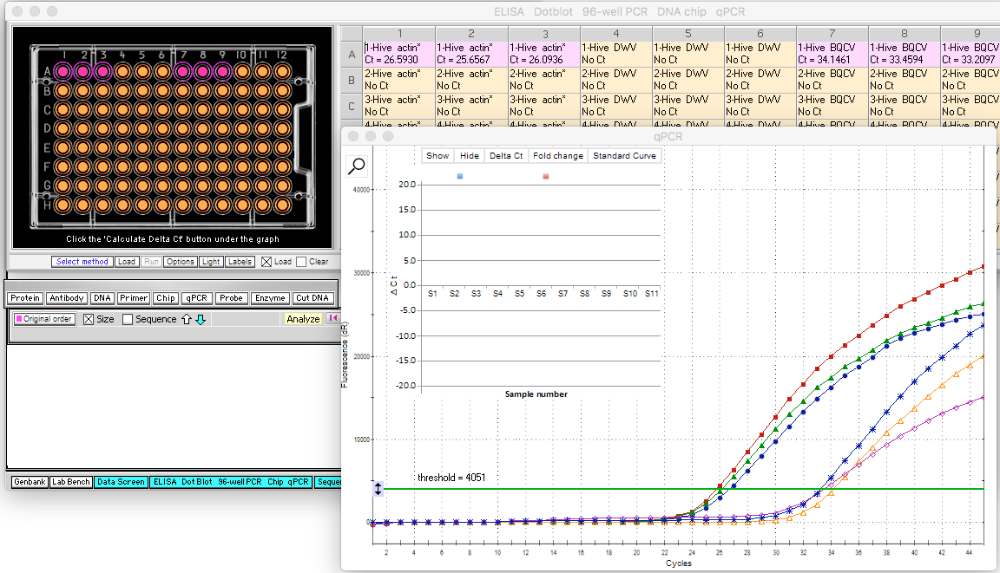 ELISA Dotblot 96-well PCR DNA chip qPCR
1 2 3 4 5 6 7 8 9 10 11 12
A
B
C
D
E
F
G
H
Click the 'Calculate Delta Ct' button under the graph
Select method Load Run Options Light Labels Load Clear
Protein Antibody DNA Primer Chip qPCR Probe Enzyme Cut DNA
Original order Size Sequence Analyze
Genbank Lab Bench Data Screen ELISA Dot Blot 96-well PCR Chip qPCR Sequen
1 2 3 4 5 6 7 8 9
A 1-Hive actin* 1-Hive actin* 1-Hive actin* 1-Hive DWV 1-Hive DWV 1-Hive DWV 1-Hive BQCV 1-Hive BQCV 1-Hive BQCV
Ct = 26.5930 Ct = 25.6567 Ct = 26.0936 No Ct No Ct No Ct Ct = 34.1461 Ct = 33.4594 Ct = 33.2097
B 2-Hive actin* 2-Hive actin* 2-Hive actin* 2-Hive DWV 2-Hive DWV 2-Hive DWV 2-Hive BQCV 2-Hive BQCV 2-Hive BQCV
No Ct No Ct No Ct No Ct No Ct No Ct No Ct No Ct No Ct
C 3-Hive actin* 3-Hive actin* 3-Hive actin* 3-Hive DWV 3-Hive DWV 3-Hive DWV 3-Hive BQCV 3-Hive BQCV 3-Hive BQCV
No Ct No Ct No Ct No Ct No Ct No Ct No Ct No Ct No Ct
4-Hive actin* 4-Hive actin* 4-Hive actin* 4-Hive DWV 4-Hive DWV 4-Hive DWV 4-Hive BQCV 4-Hive BQCV 4-Hive BQCV
qPCR
Show Hide Delta Ct Fold change Standard Curve
20.0
15.0
10.0
5.0
0.0
-5.0
-10.0
-15.0
-20.0
Δ Ct
S1 S2 S3 S4 S5 S6 S7 S8 S9 S10 S11
Sample number
40000
30000
20000
10000
0
Fluorescence (dR)
threshold = 4051
2 4 6 8 10 12 14 16 18 20 22 24 26 28 30 32 34 36 38 40 42 44
Cycles